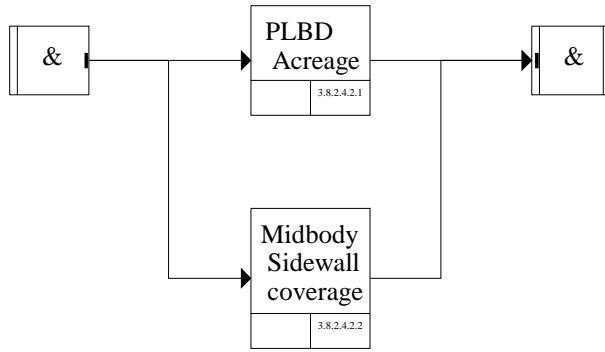 &
PLBD
Acreage
3.8.2.4.2.1
&
Midbody
Sidewall
coverage
3.8.2.4.2.2